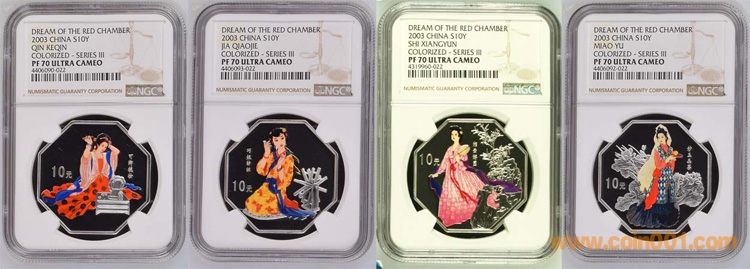 DREAM OF THE RED CHAMBER
2003 CHINA S10Y
QIN KEQIN
COLORIZED - SERIES III
PF 70 ULTRA CAMEO
4406090-022
NUMISMATIC GUARANTY CORPORATION
NGC
10元
DREAM OF THE RED CHAMBER
2003 CHINA S10Y
JIA QIAOJIE
COLORIZED - SERIES III
PF 70 ULTRA CAMEO
4406093-022
NUMISMATIC GUARANTY CORPORATION
NGC
10元
DREAM OF THE RED CHAMBER
2003 CHINA S10Y
SHI XIANGYUN
COLORIZED - SERIES III
PF 70 ULTRA CAMEO
4319960-022
NUMISMATIC GUARANTY CORPORATION
NGC
10元
DREAM OF THE RED CHAMBER
2003 CHINA S10Y
MIAO YU
COLORIZED - SERIES III
PF 70 ULTRA CAMEO
4406092-022
NUMISMATIC GUARANTY CORPORATION
NGC
10元
www.coin001.com